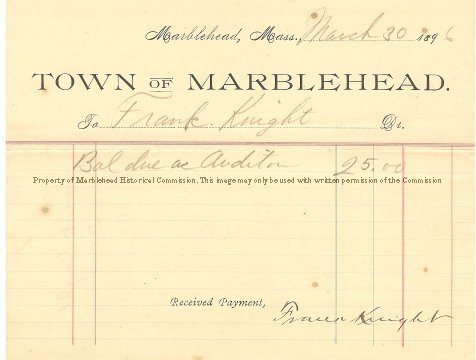 Marblehead, Mass., March 30 1896
TOWN OF MARBLEHEAD.
To Frank Knight Dr.
Bal due as Auditor 25.00
Property of Marblehead Historical Commission. This image may only be used with written permission of the Commission
Received Payment,
Knight